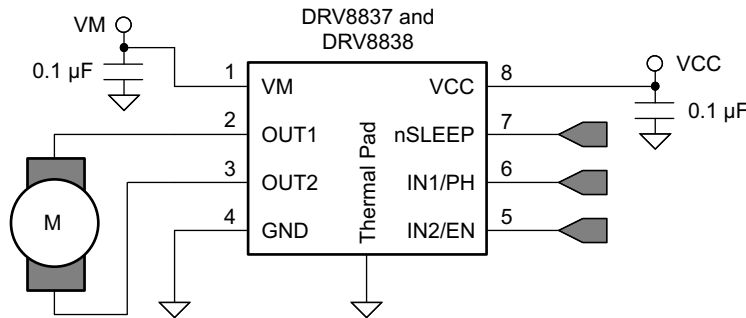 DRV8837 and
DRV8838
VM
0.1 µF
1
VM
VCC
8
VCC
0.1 µF
2
OUT1
nSLEEP
7
3
OUT2
IN1/PH
6
4
GND
IN2/EN
5
Thermal Pad
M